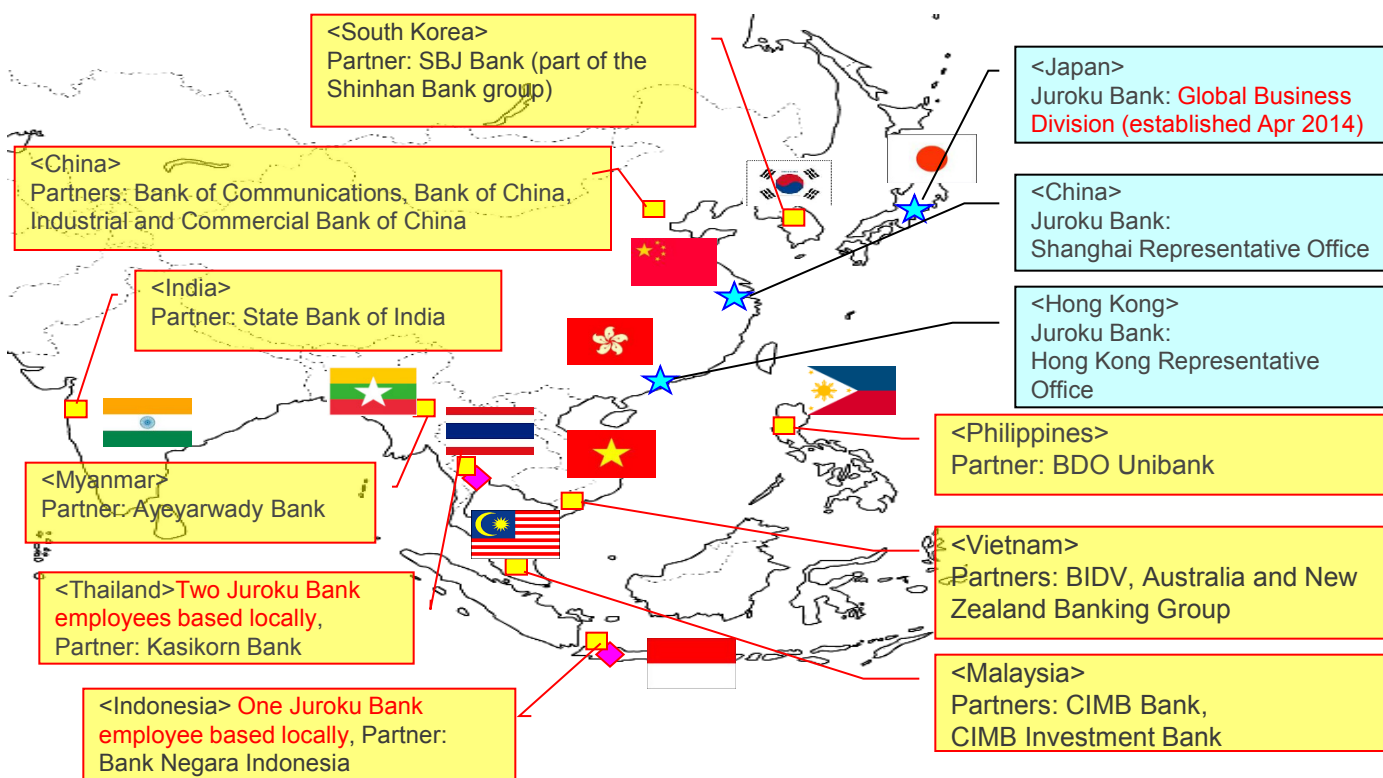 <South Korea>
Partner: SBJ Bank (part of the
Shinhan Bank group)
<Japan>
Juroku Bank: Global Business
Division (established Apr 2014)
<China>
Partners: Bank of Communications, Bank of China,
Industrial and Commercial Bank of China
<China>
Juroku Bank:
Shanghai Representative Office
<India>
Partner: State Bank of India
<Hong Kong>
Juroku Bank:
Hong Kong Representative
Office
<Philippines>
Partner: BDO Unibank
<Myanmar>
Partner: Ayeyarwady Bank
<Vietnam>
Partners: BIDV, Australia and New
Zealand Banking Group
<Thailand>Two Juroku Bank
employees based locally,
Partner: Kasikorn Bank
<Malaysia>
Partners: CIMB Bank,
CIMB Investment Bank
<Indonesia> One Juroku Bank
employee based locally, Partner:
Bank Negara Indonesia